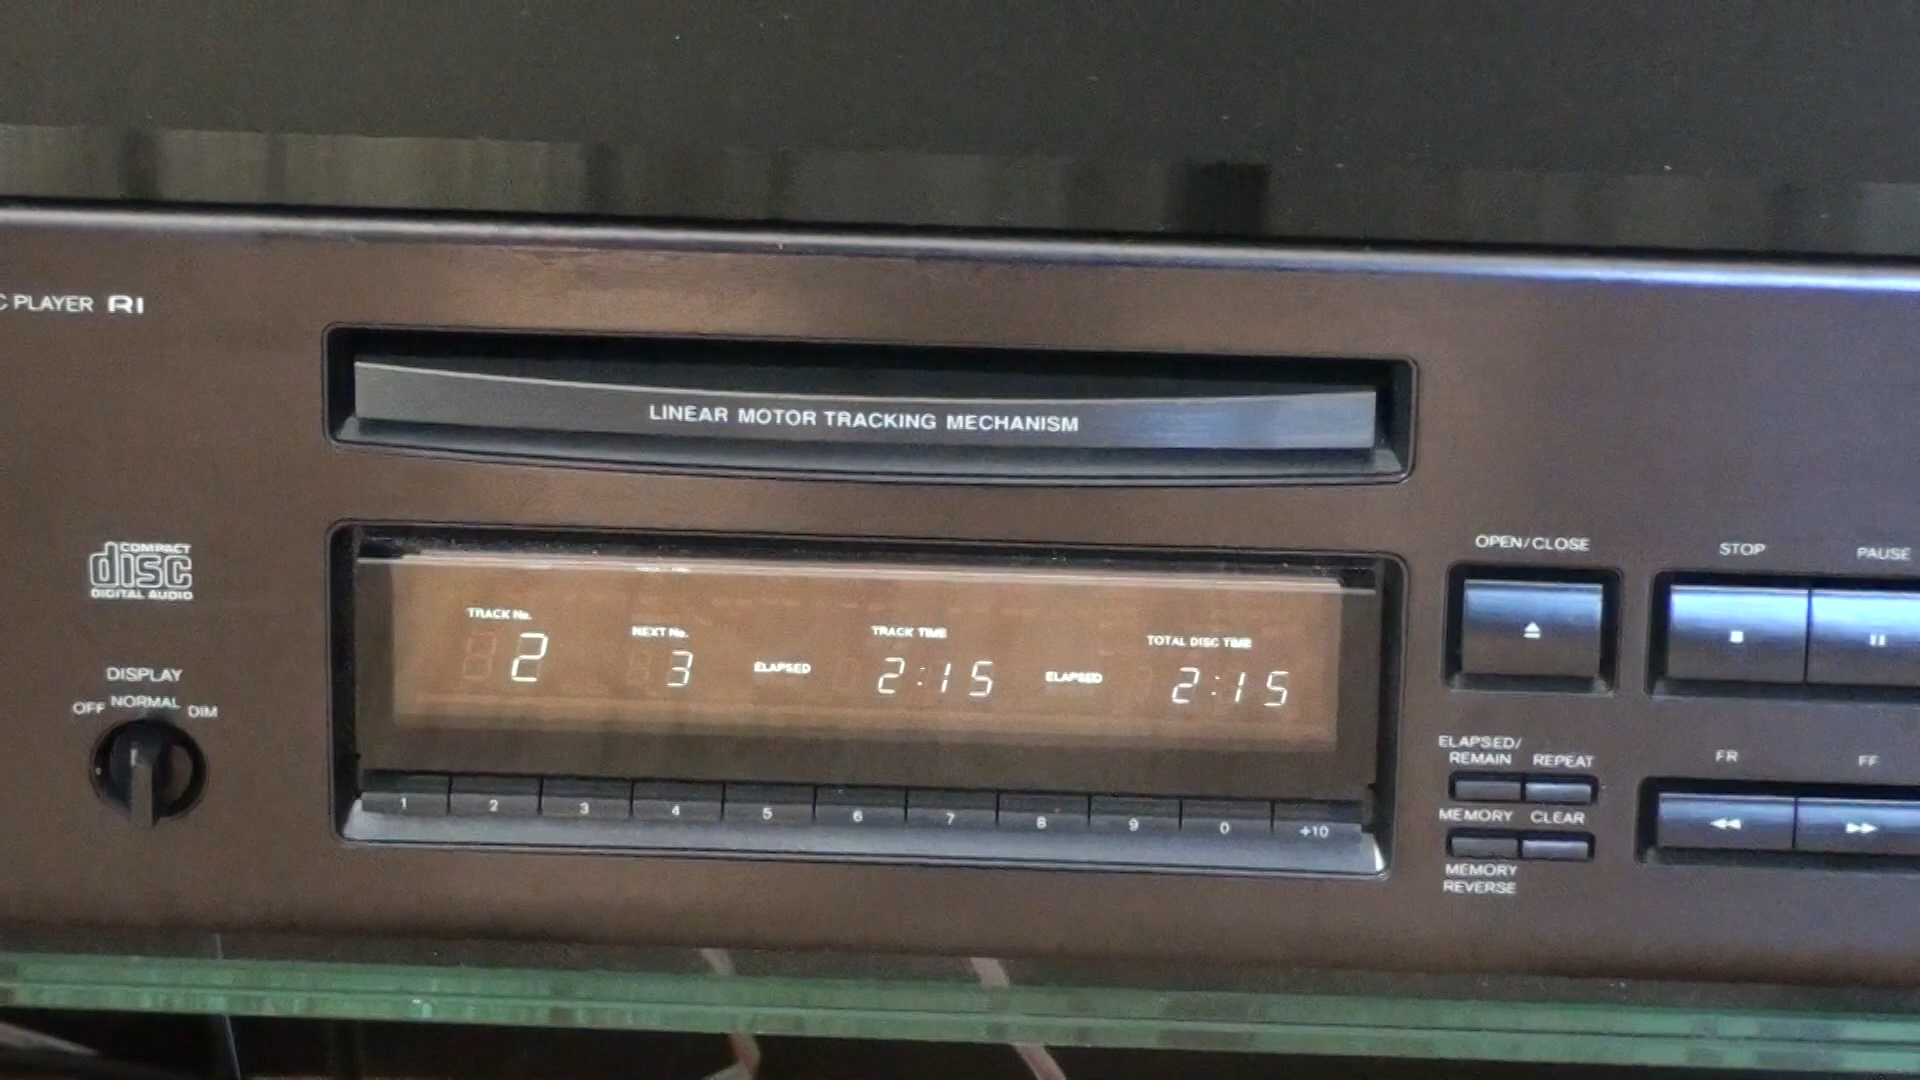 C PLAYER R1
LINEAR MOTOR TRACKING MECHANISM
COMPACT
disc
DIGITAL AUDIO
DISPLAY
OFF NORMAL DIM
TRACK No.
2
NEXT No.
3
ELAPSED
TRACK TIME
2:15
ELAPSED
TOTAL DISC TIME
2:15
1 2 3 4 5 6 7 8 9 0 +10
OPEN/CLOSE
STOP
PAUSE
ELAPSED/
REMAIN
REPEAT
MEMORY
CLEAR
MEMORY
REVERSE
FR
FF